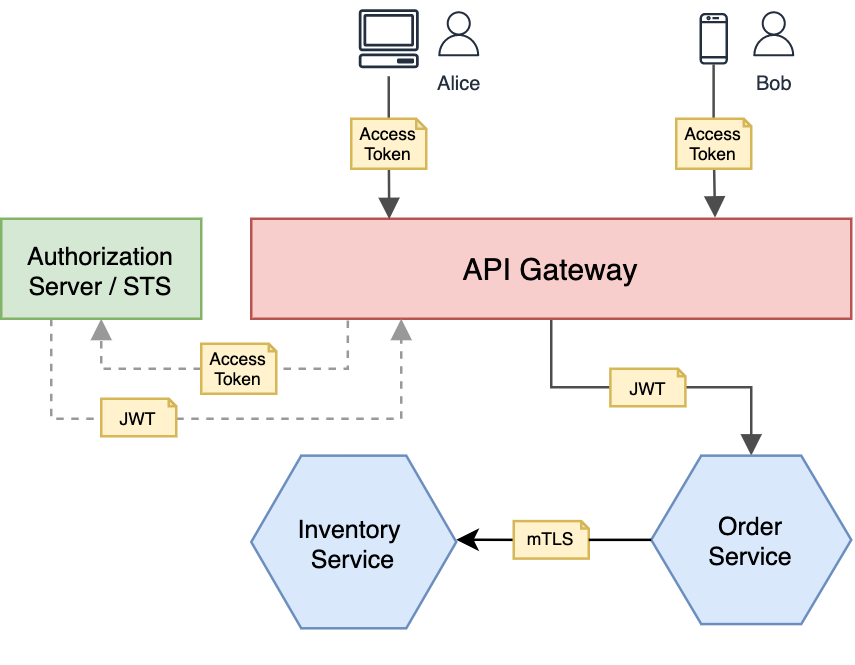 Alice
Bob
Access
Token
Access
Token
Authorization
Server / STS
API Gateway
Access
Token
JWT
JWT
Inventory
Service
mTLS
Order
Service